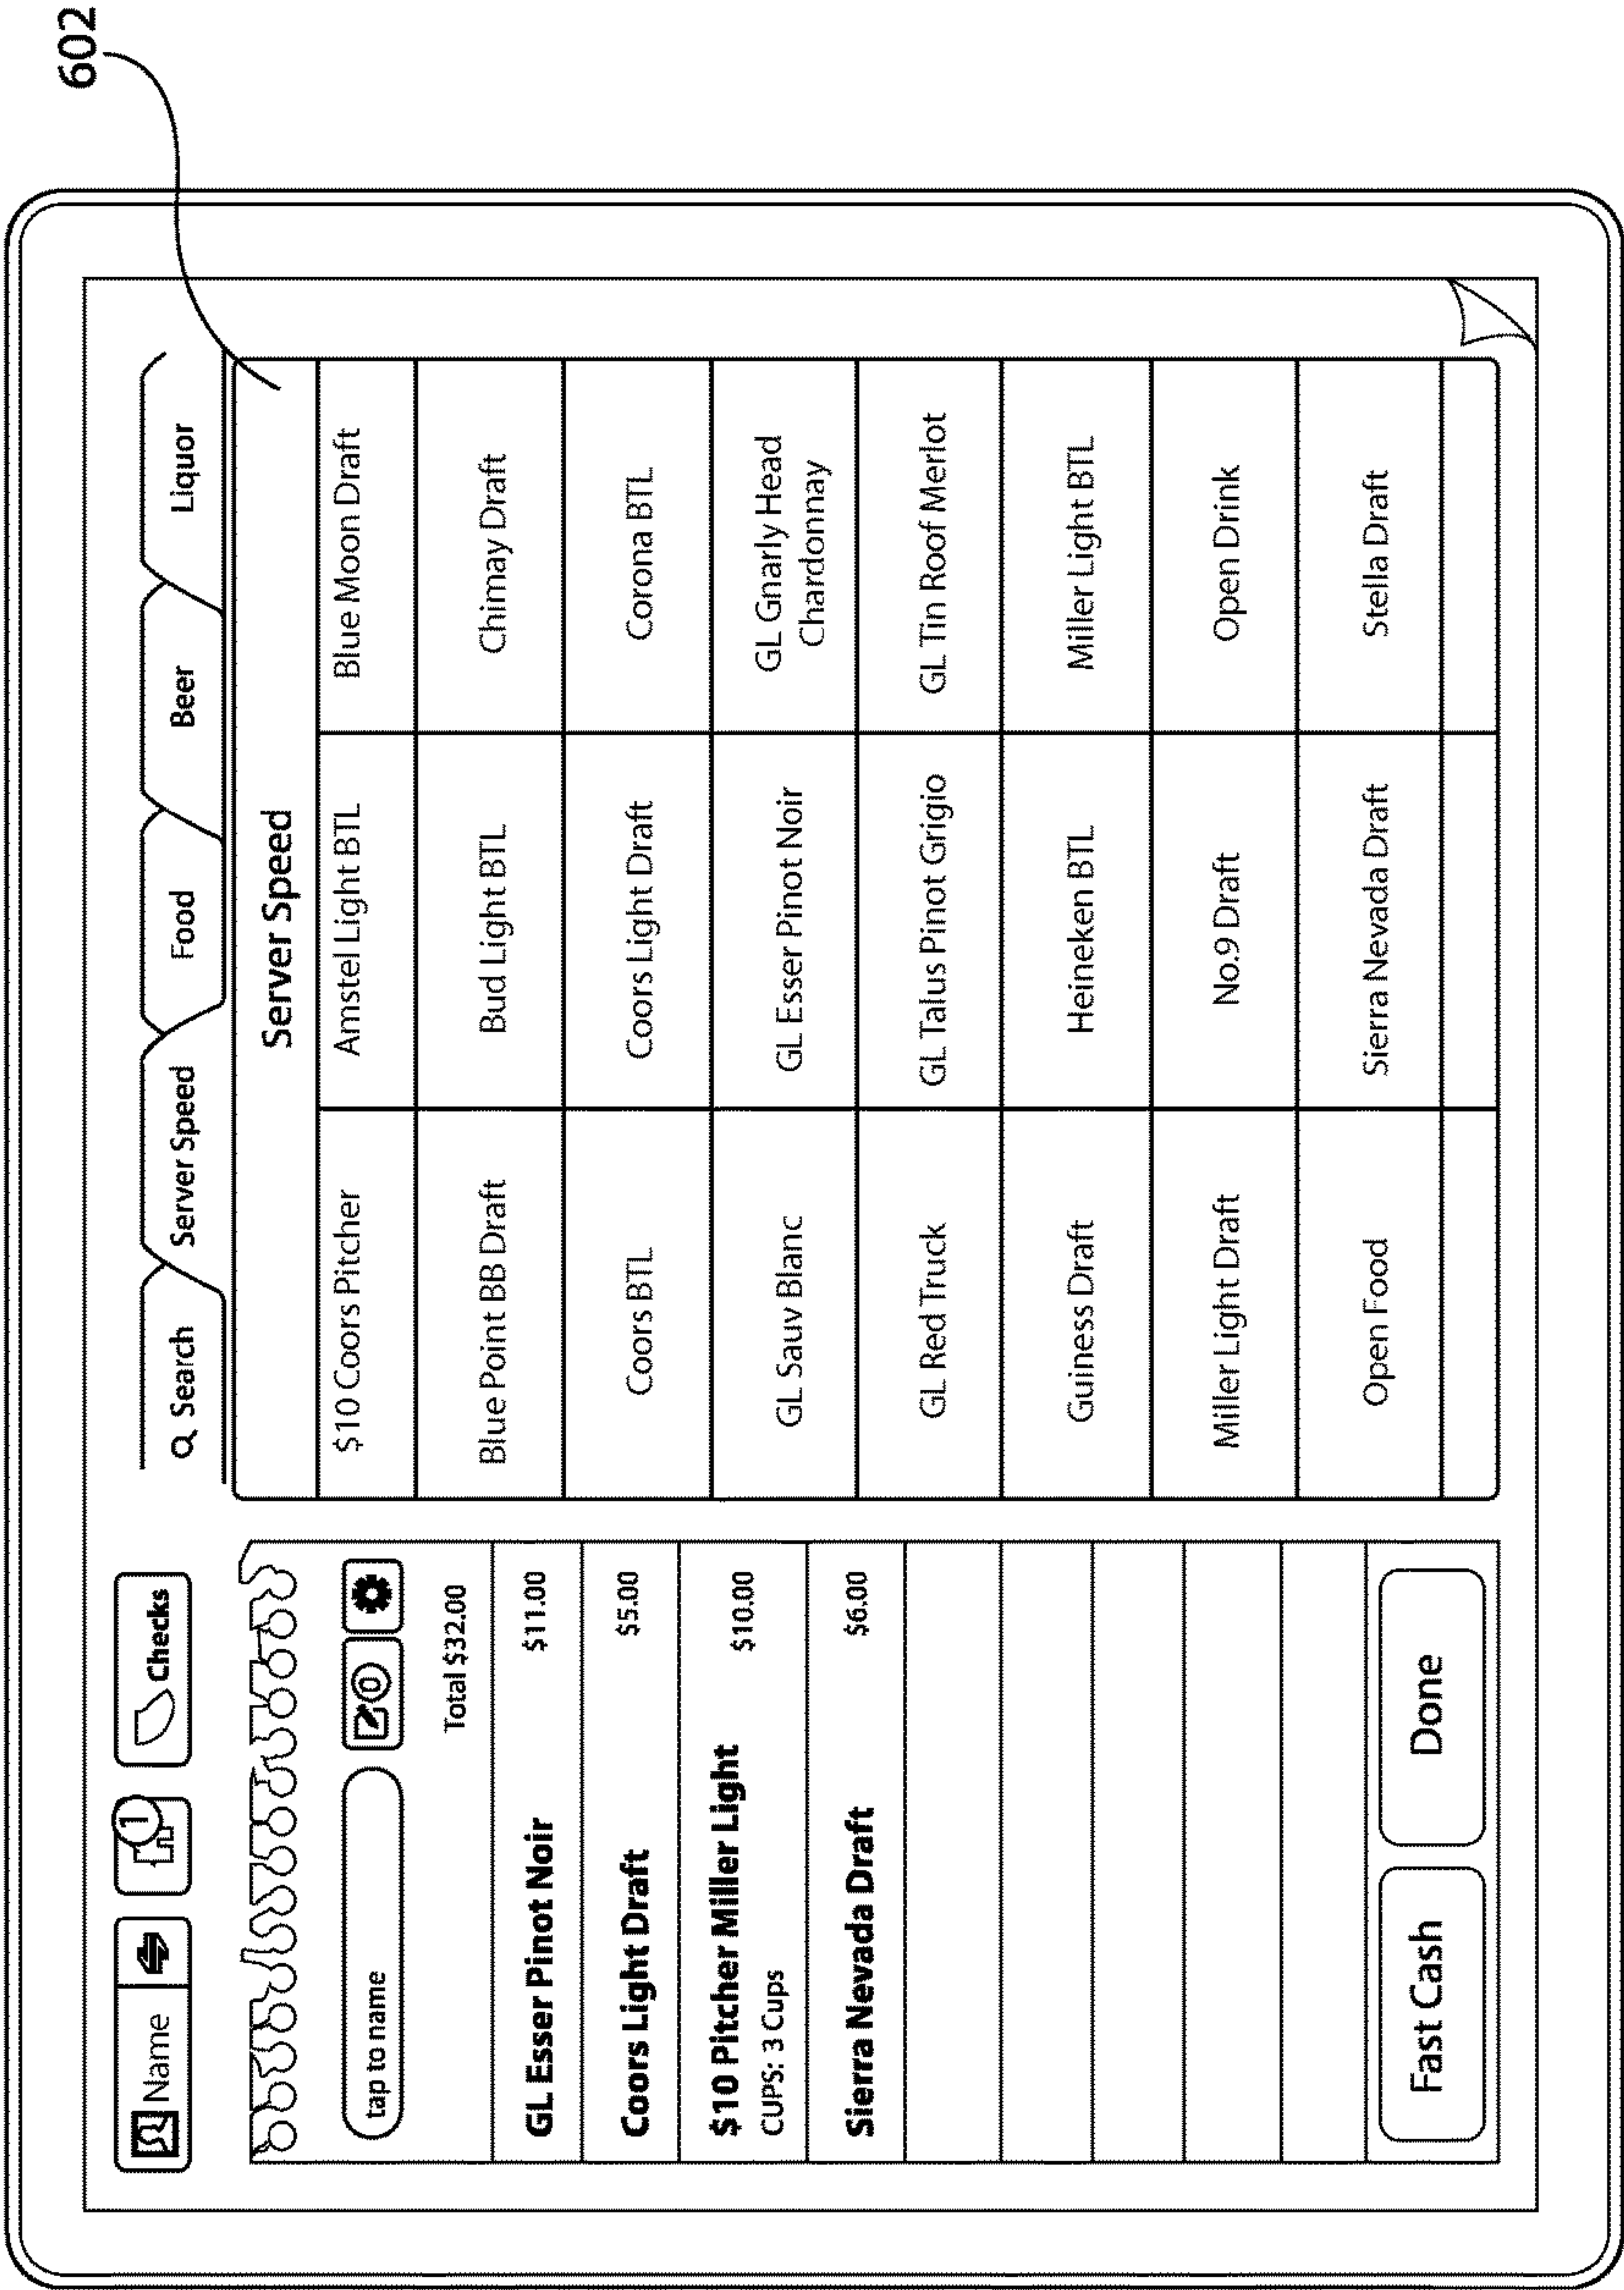 602
Name
1
Checks
Search
Server Speed
Food
Beer
Liquor
tap to name
0
Total $32.00
GL Esser Pinot Noir $11.00
Coors Light Draft $5.00
$10 Pitcher Miller Light $10.00
CUPS: 3 Cups
Sierra Nevada Draft $6.00
Fast Cash
Done
Server Speed
$10 Coors Pitcher
Amstel Light BTL
Blue Moon Draft
Blue Point BB Draft
Bud Light BTL
Chimay Draft
Coors BTL
Coors Light Draft
Corona BTL
GL Sauv Blanc
GL Esser Pinot Noir
GL Gnarly Head
Chardonnay
GL Red Truck
GL Talus Pinot Grigio
GL Tin Roof Merlot
Guiness Draft
Heineken BTL
Miller Light BTL
Miller Light Draft
No.9 Draft
Open Drink
Open Food
Sierra Nevada Draft
Stella Draft